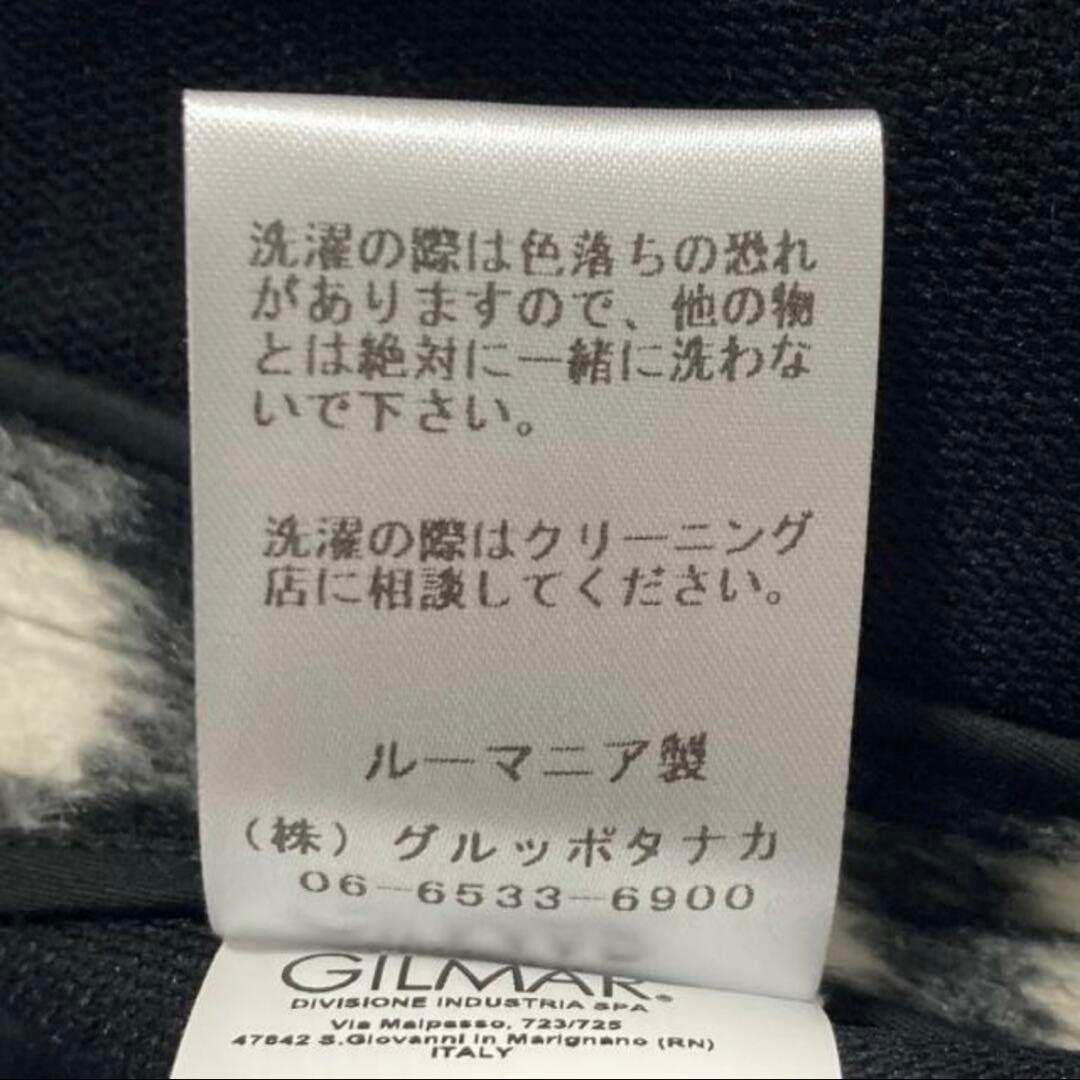 洗濯の際は色落ちの恐れ
がありますので、他の物
とは絶対に一緒に洗わな
いで下さい。
洗濯の際はクリーニング
店に相談してください。
ルーマニア製
（株）グルッポタナカ
06-6533-6900
GILMAR®
DIVISIONE INDUSTRIA SPA
Via Malpasso, 723/725
47842 S.Giovanni in Marignano (RN)
ITALY